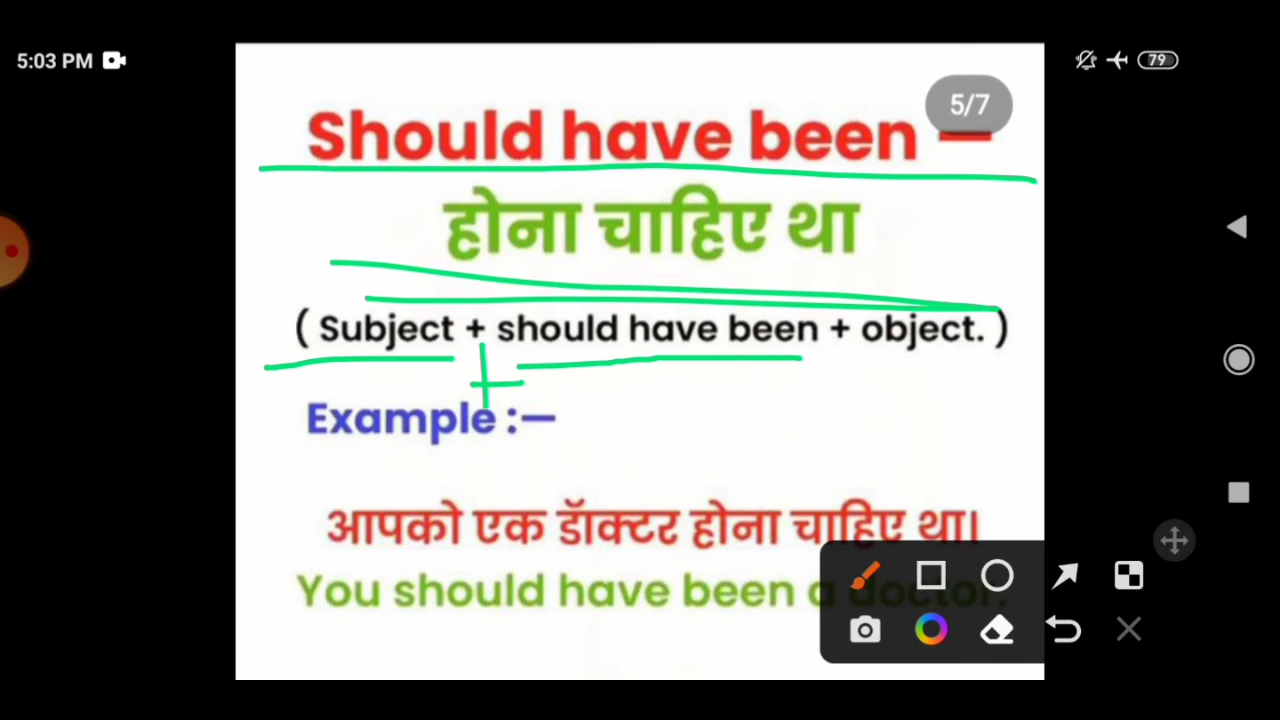 5:03 PM
79
5/7
Should have been –
होना चाहिए था
( Subject + should have been + object. )
Example :—
आपको एक डॉक्टर होना चाहिए था।
You should have been a doctor.